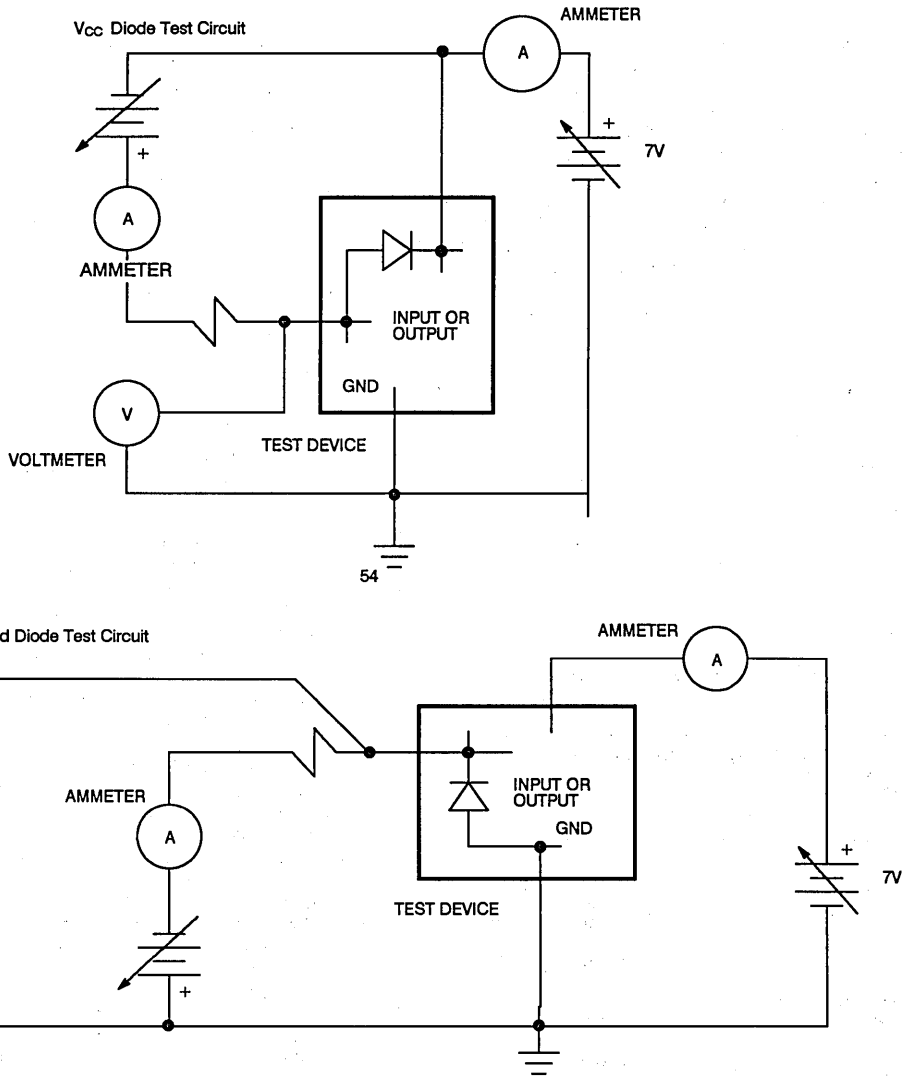 AMMETER
VCC Diode Test Circuit
A
+
7V
+
A
AMMETER
INPUT OR
OUTPUT
GND
V
TEST DEVICE
VOLTMETER
54
d Diode Test Circuit
AMMETER
A
AMMETER
INPUT OR
OUTPUT
A
GND
+
7V
TEST DEVICE
+